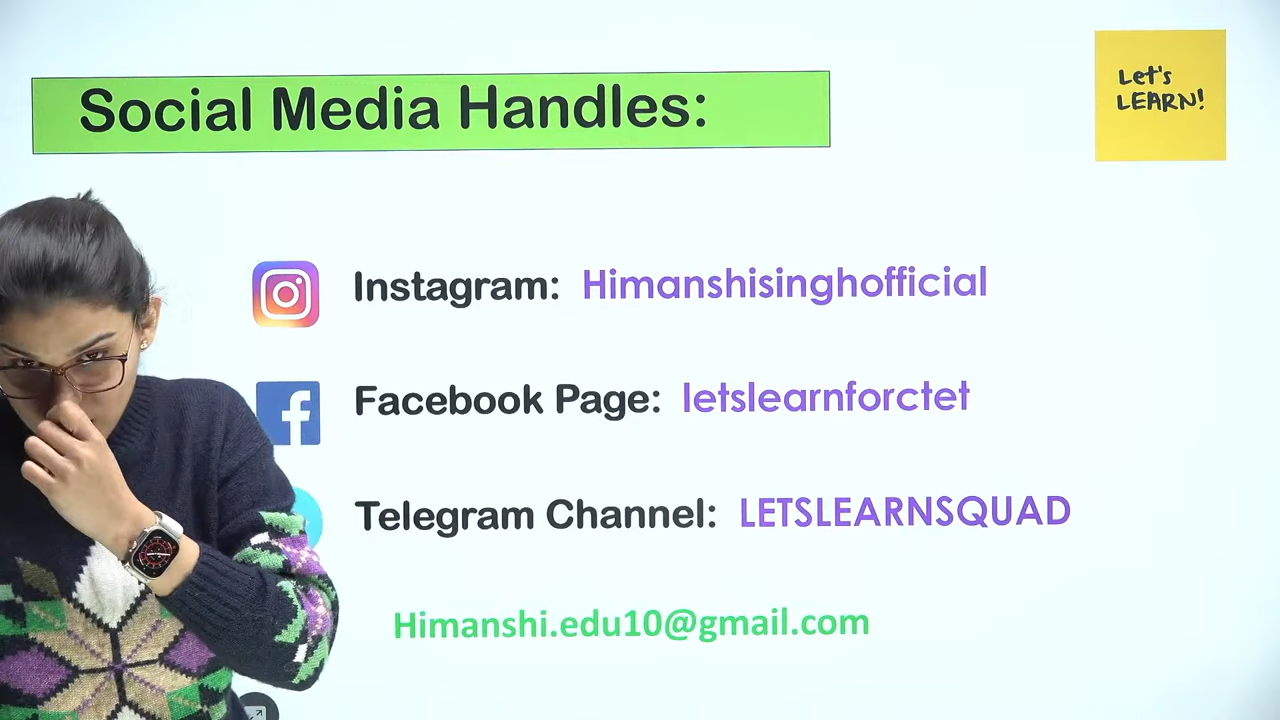 Let's
LEARN!
Social Media Handles:
Instagram: Himanshisinghofficial
Facebook Page: letslearnforctet
Telegram Channel: LETSLEARNSQUAD
Himanshi.edu10@gmail.com